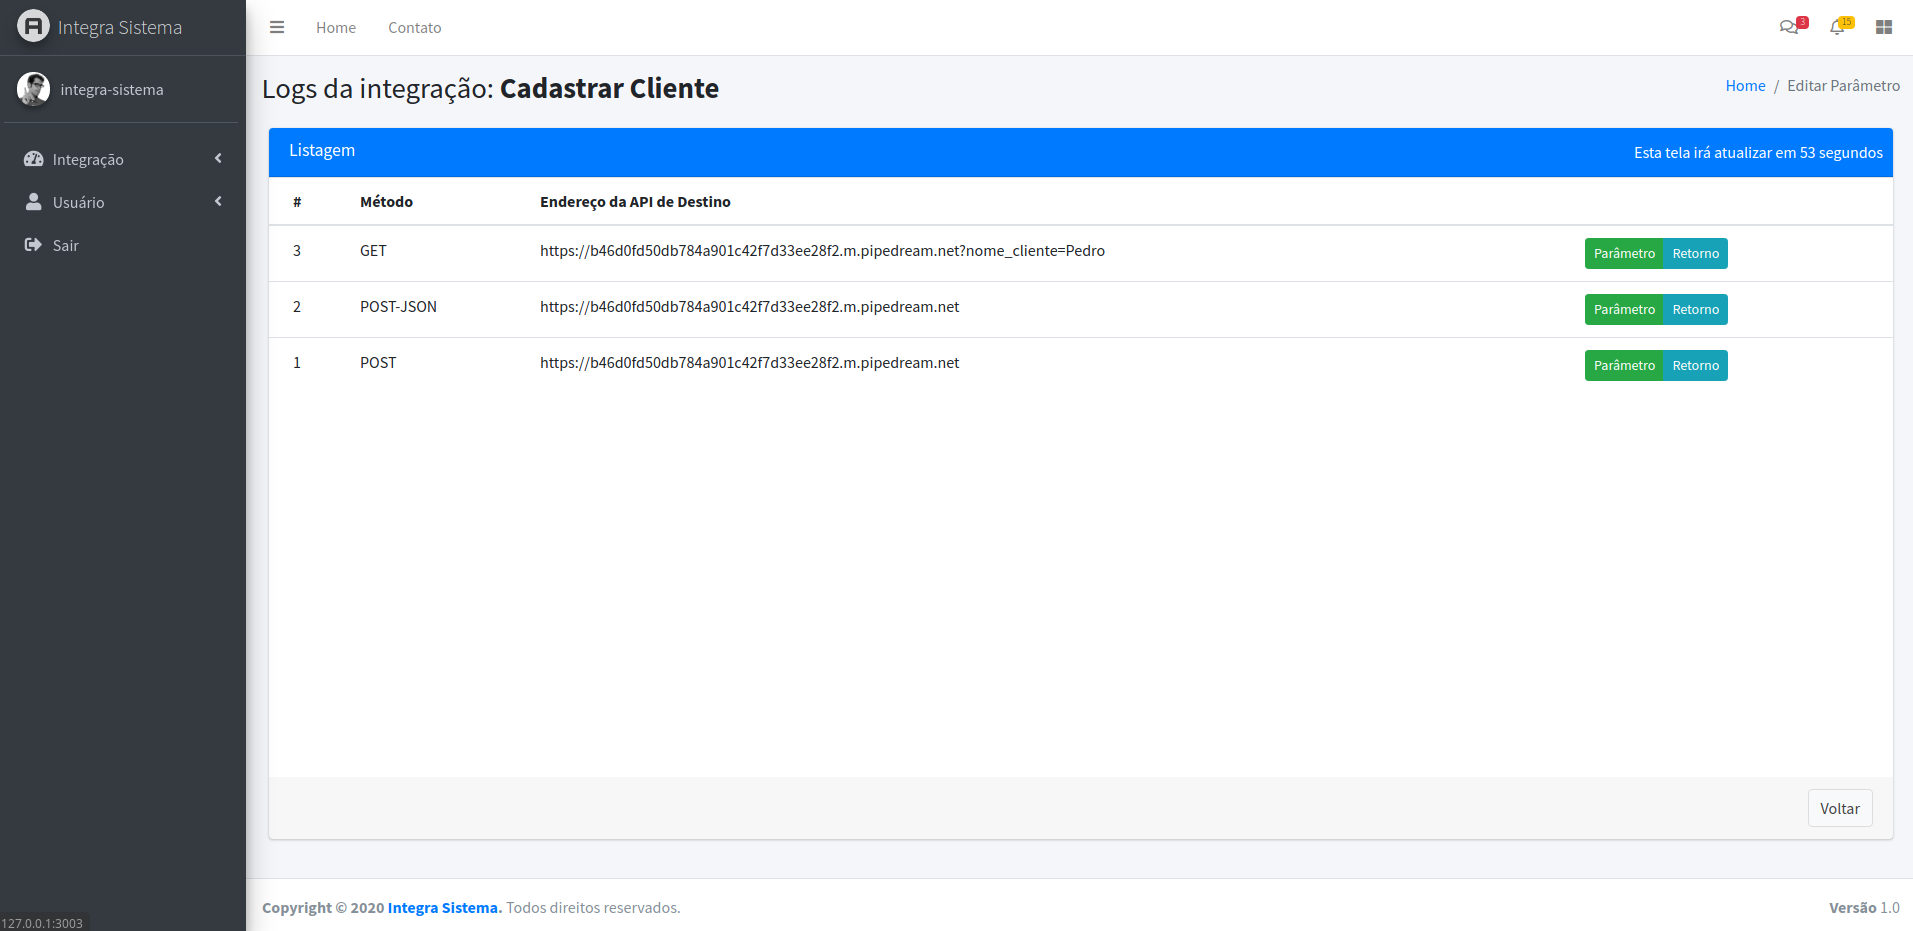 Integra Sistema
Home Contato
3 15
integra-sistema
Integração
Usuário
Sair
Logs da integração: Cadastrar Cliente
Home / Editar Parâmetro
Listagem
Esta tela irá atualizar em 53 segundos
# Método Endereço da API de Destino
3 GET https://b46d0fd50db784a901c42f7d33ee28f2.m.pipedream.net?nome_cliente=Pedro Parâmetro Retorno
2 POST-JSON https://b46d0fd50db784a901c42f7d33ee28f2.m.pipedream.net Parâmetro Retorno
1 POST https://b46d0fd50db784a901c42f7d33ee28f2.m.pipedream.net Parâmetro Retorno
Voltar
Copyright © 2020 Integra Sistema. Todos direitos reservados.
Versão 1.0
127.0.0.1:3003